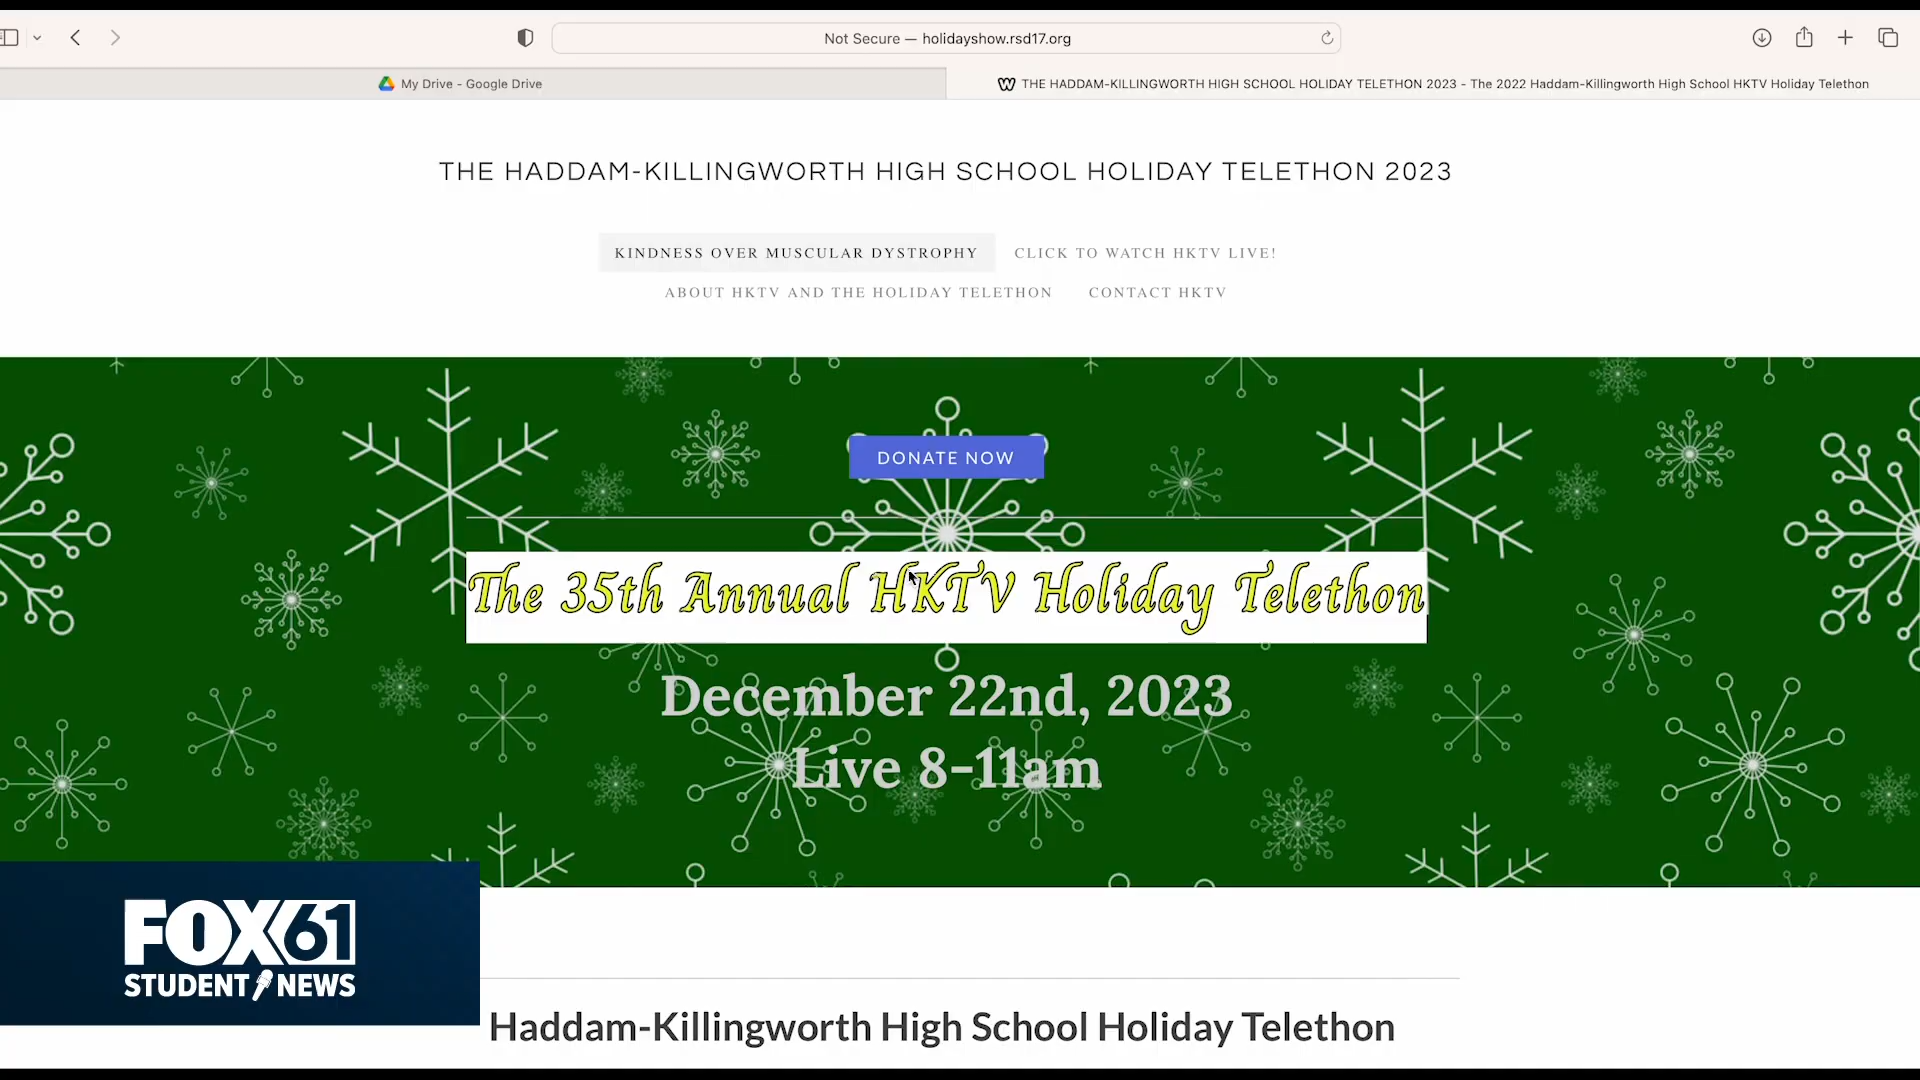 Not Secure — holidayshow.rsd17.org
My Drive - Google Drive
THE HADDAM-KILLINGWORTH HIGH SCHOOL HOLIDAY TELETHON 2023 - The 2022 Haddam-Killingworth High School HKTV Holiday Telethon
THE HADDAM-KILLINGWORTH HIGH SCHOOL HOLIDAY TELETHON 2023
KINDNESS OVER MUSCULAR DYSTROPHY
CLICK TO WATCH HKTV LIVE!
ABOUT HKTV AND THE HOLIDAY TELETHON
CONTACT HKTV
DONATE NOW
The 35th Annual HKTV Holiday Telethon
December 22nd, 2023
Live 8-11am
FOX61
STUDENT NEWS
Haddam-Killingworth High School Holiday Telethon